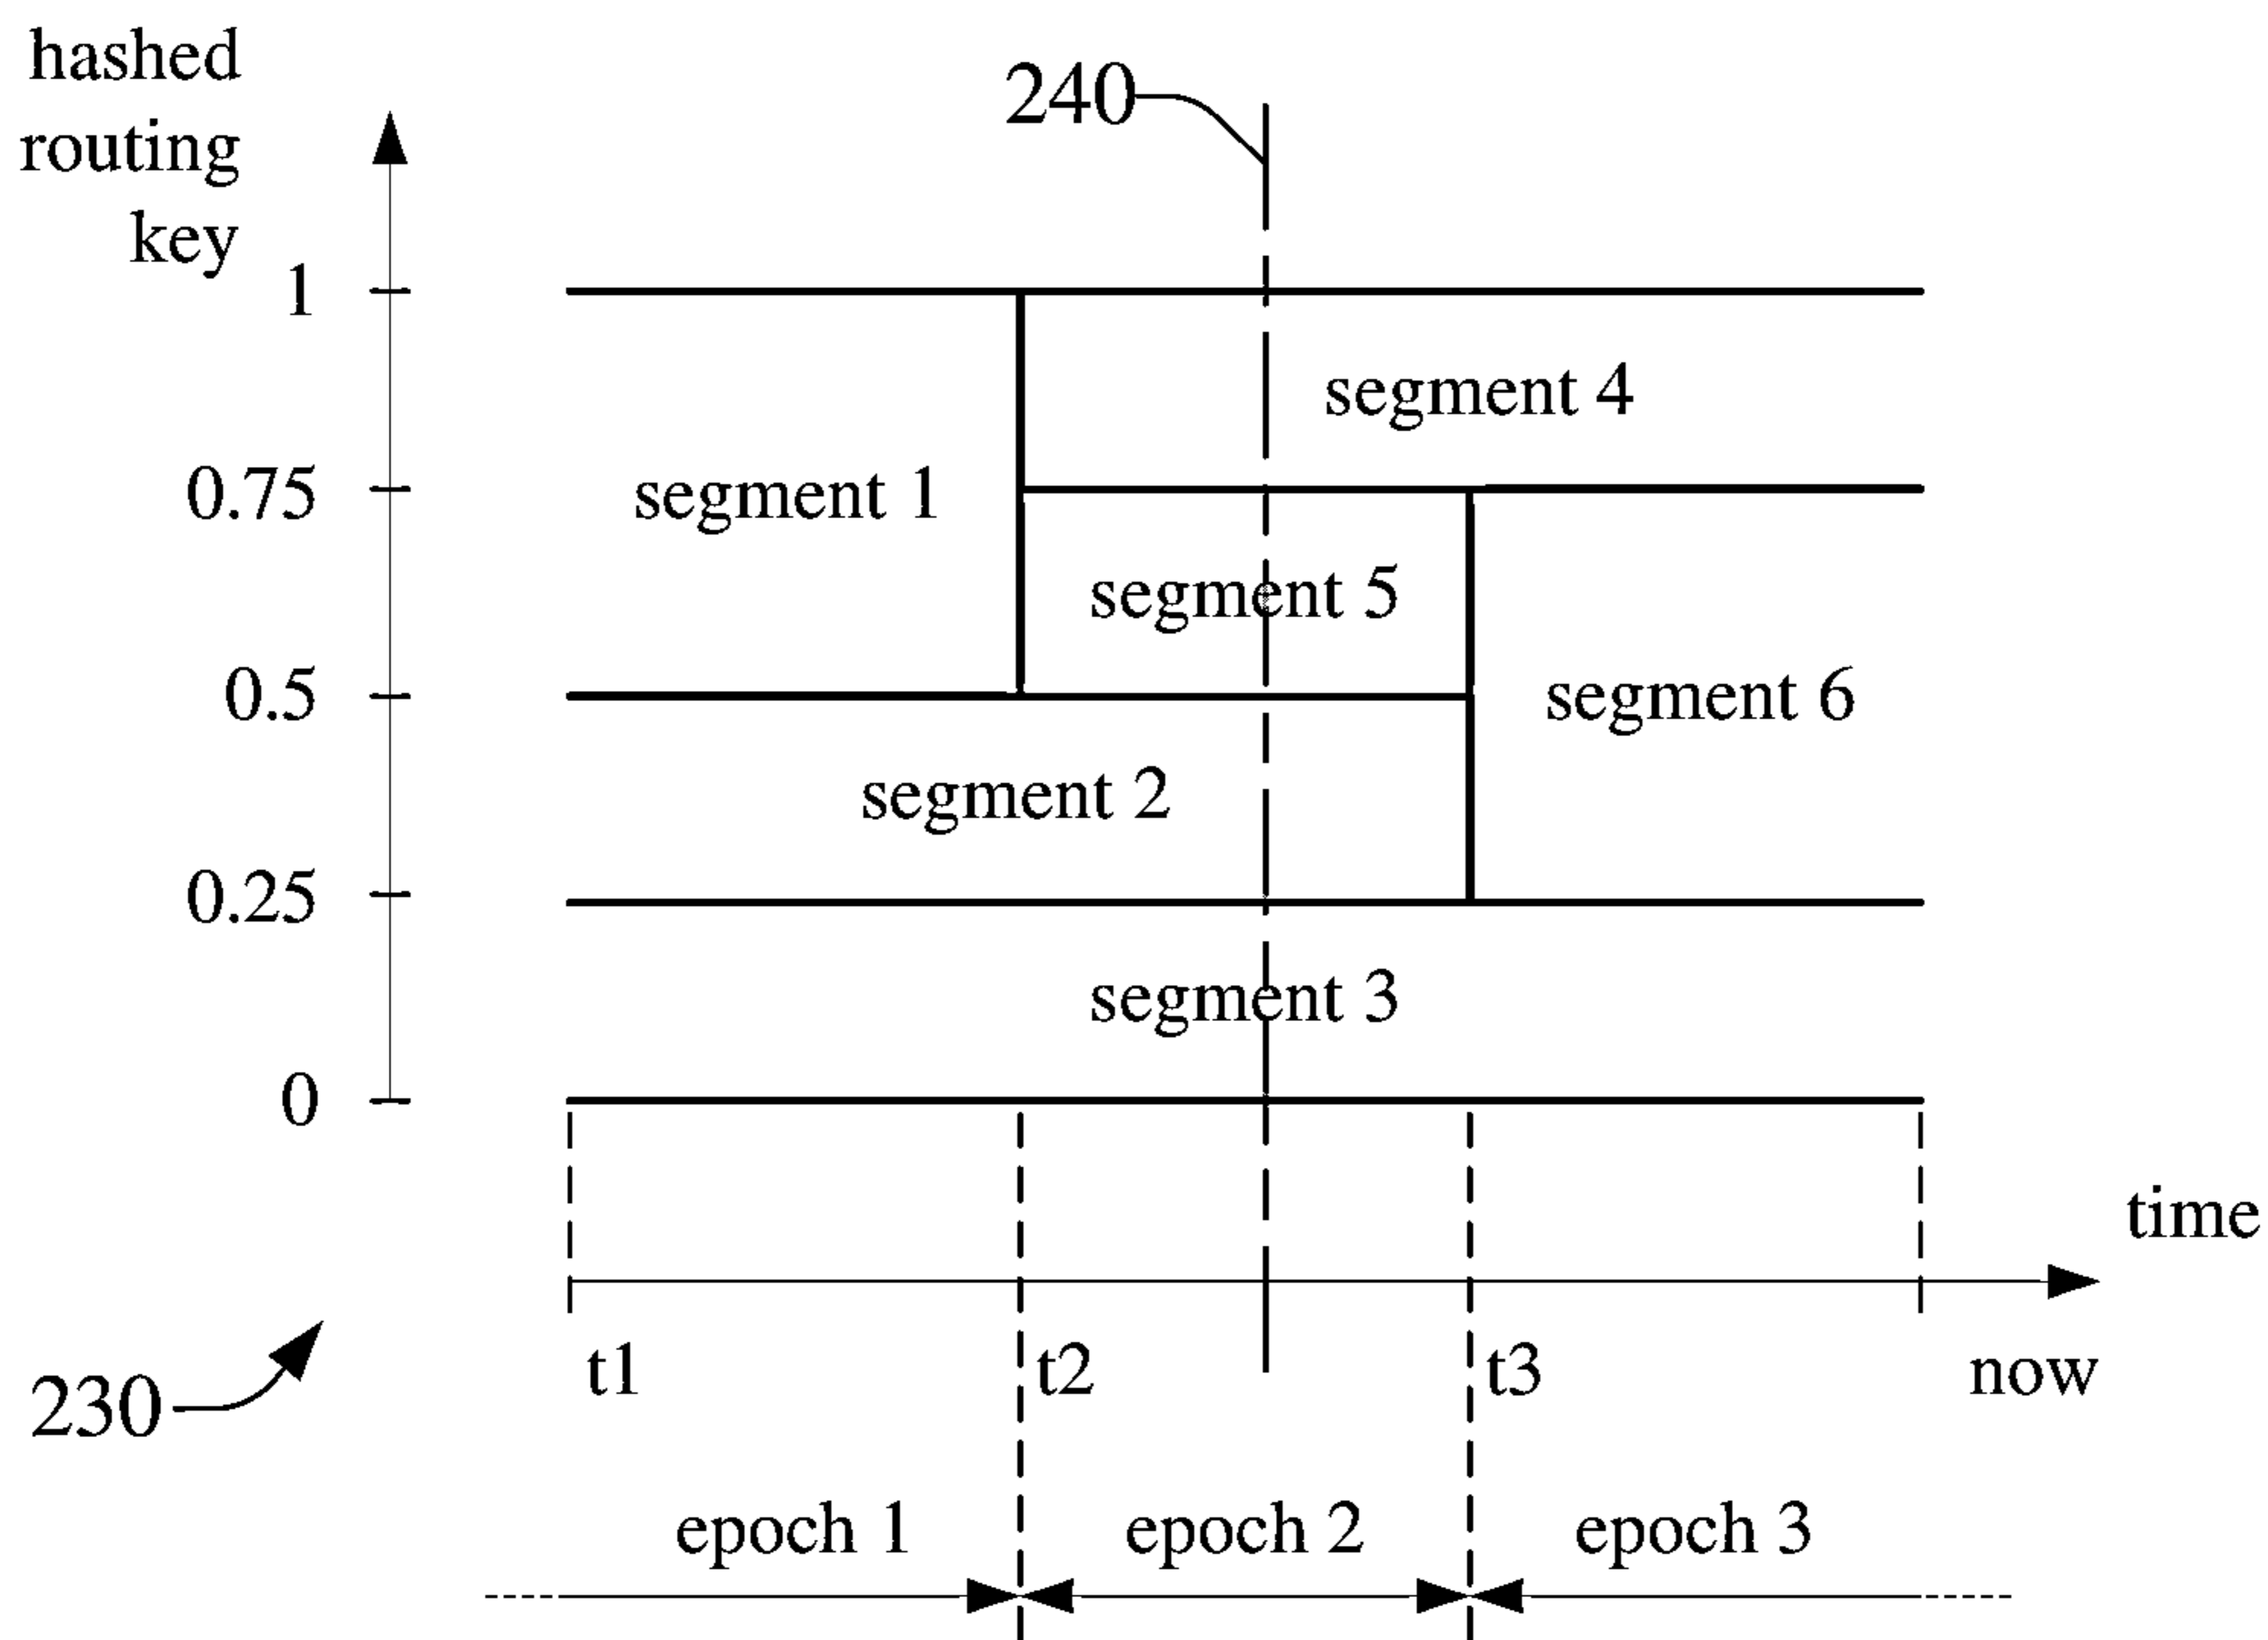 hashed
routing
key
240
1
segment 4
0.75
segment 1
segment 5
0.5
segment 6
segment 2
0.25
segment 3
0
time
t1
t2
t3
now
230
epoch 1
epoch 2
epoch 3